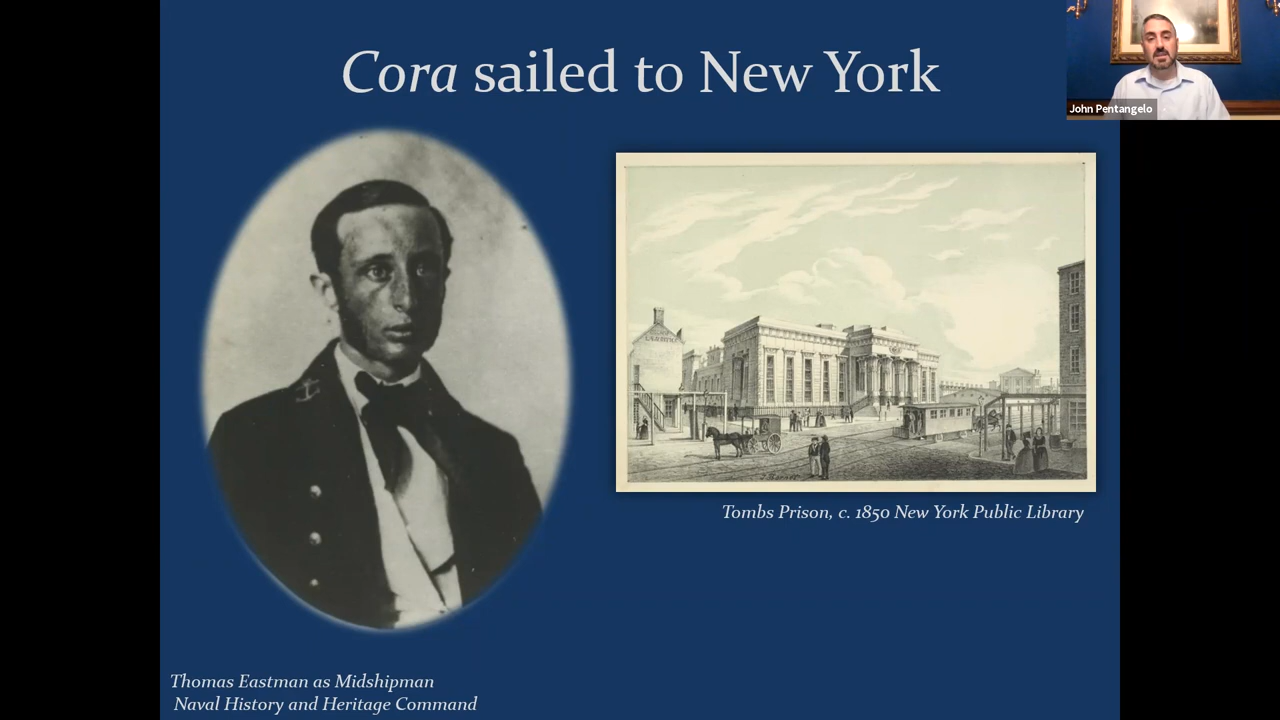 Cora sailed to New York
John Pentangelo
Tombs Prison, c. 1850 New York Public Library
Thomas Eastman as Midshipman
Naval History and Heritage Command